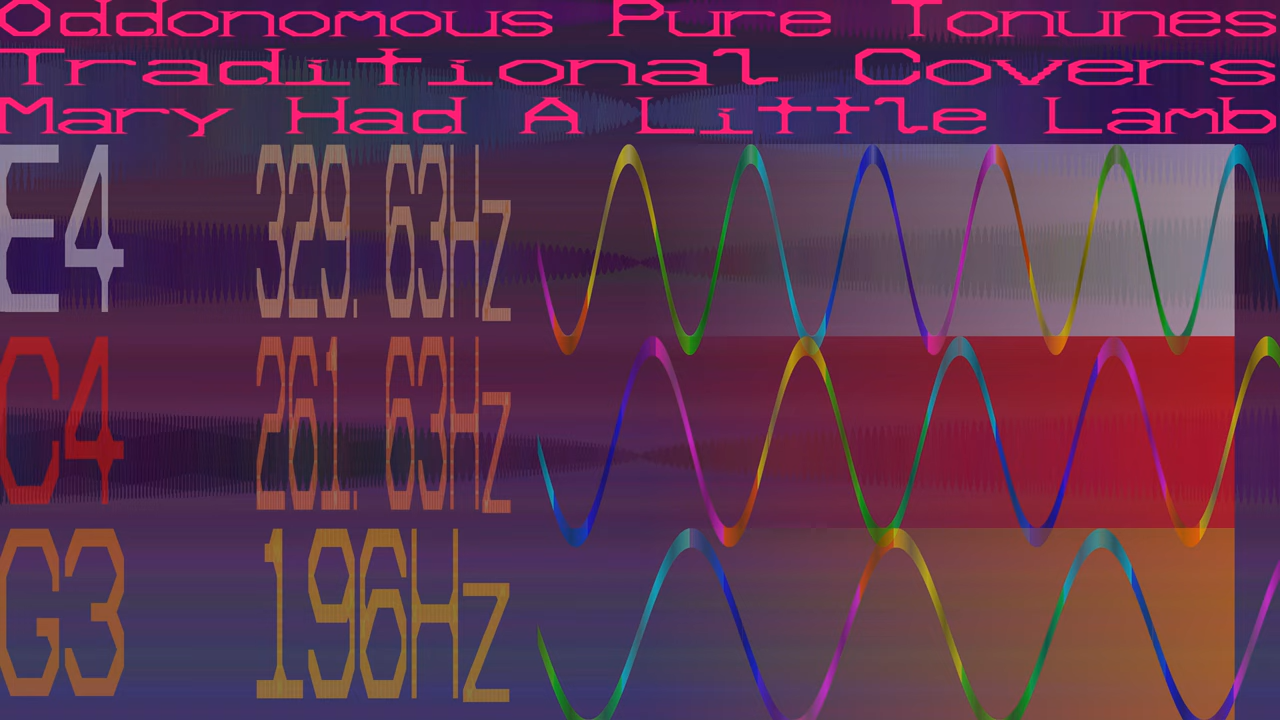 Oddonomous Pure Tonunes
Traditional Covers
Mary Had A Little Lamb
E4 329.63Hz
C4 261.63Hz
G3 196Hz